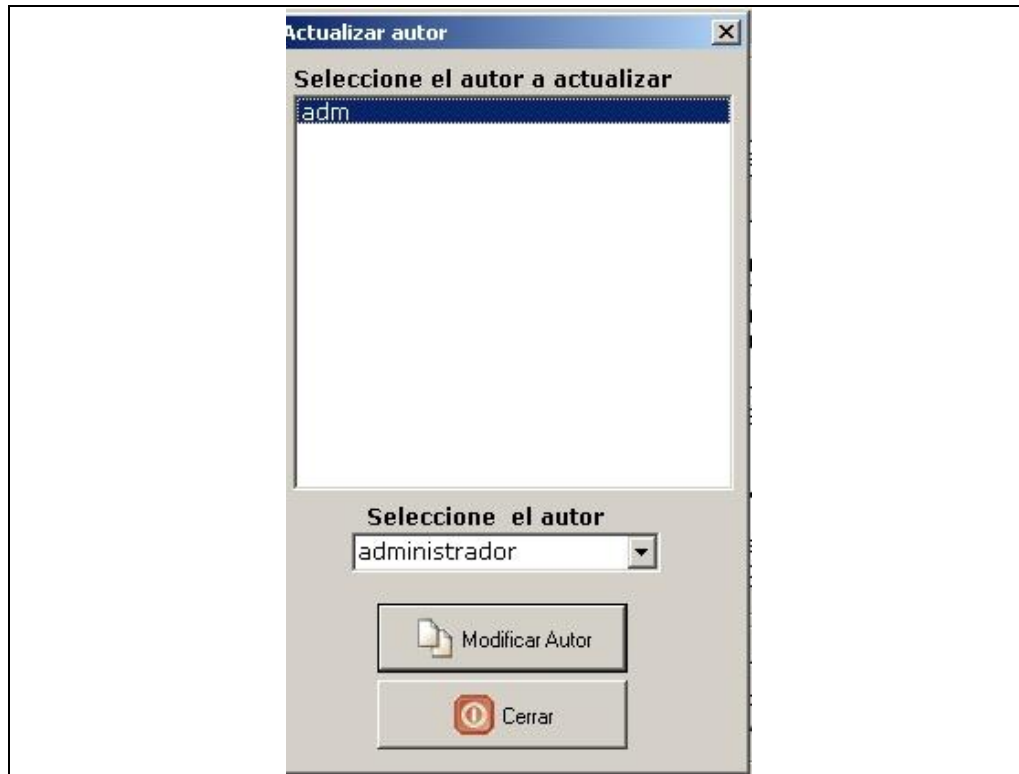 Actualizar autor
Seleccione el autor a actualizar
adm
Seleccione el autor
administrador
Modificar Autor
Cerrar